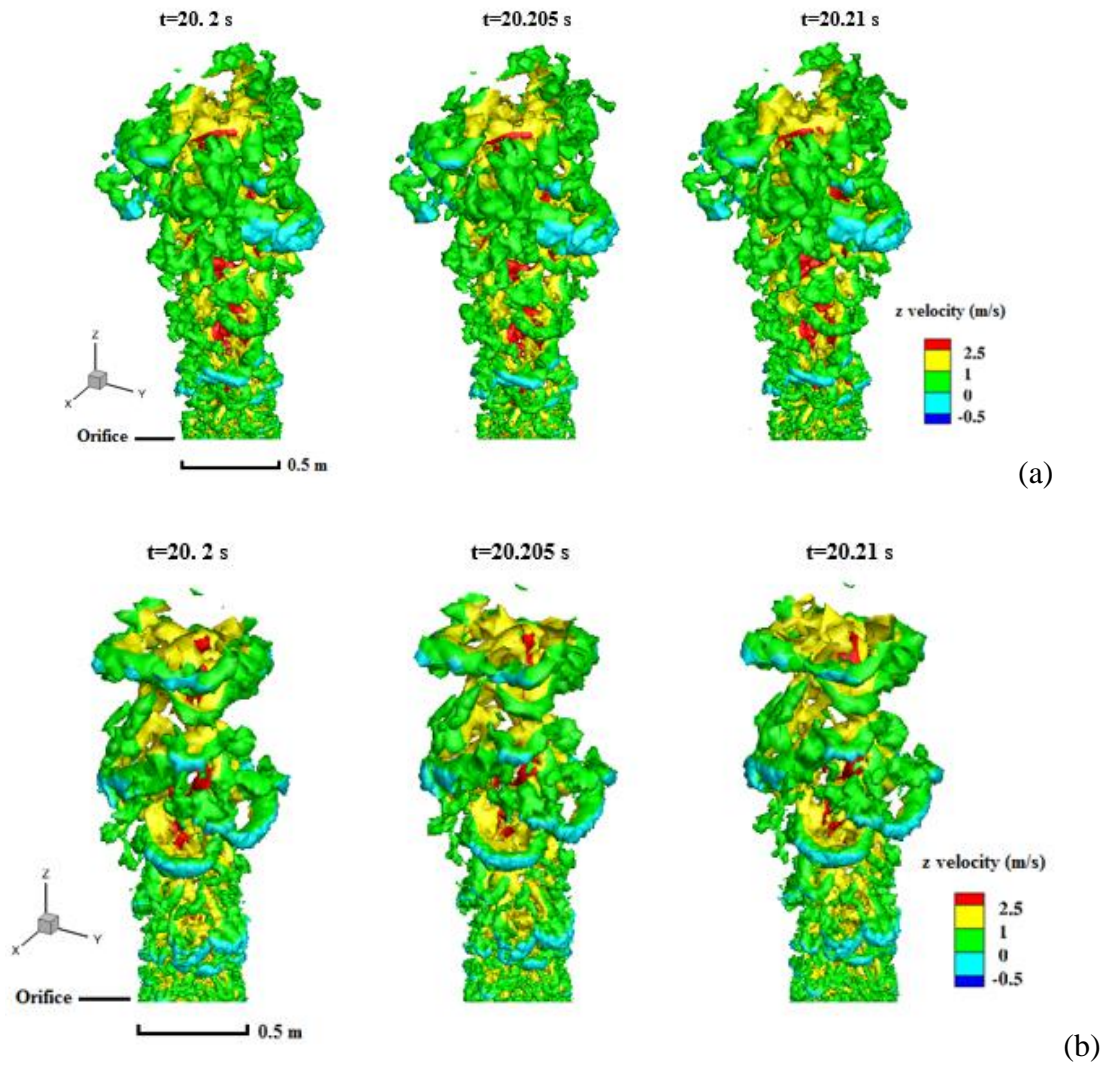 t=20. 2 s t=20.205 s t=20.21 s
z velocity (m/s)
2.5
1
0
-0.5
Z
X
Y
Orifice
0.5 m
(a)
t=20. 2 s t=20.205 s t=20.21 s
z velocity (m/s)
2.5
1
0
-0.5
Z
X
Y
Orifice
0.5 m
(b)